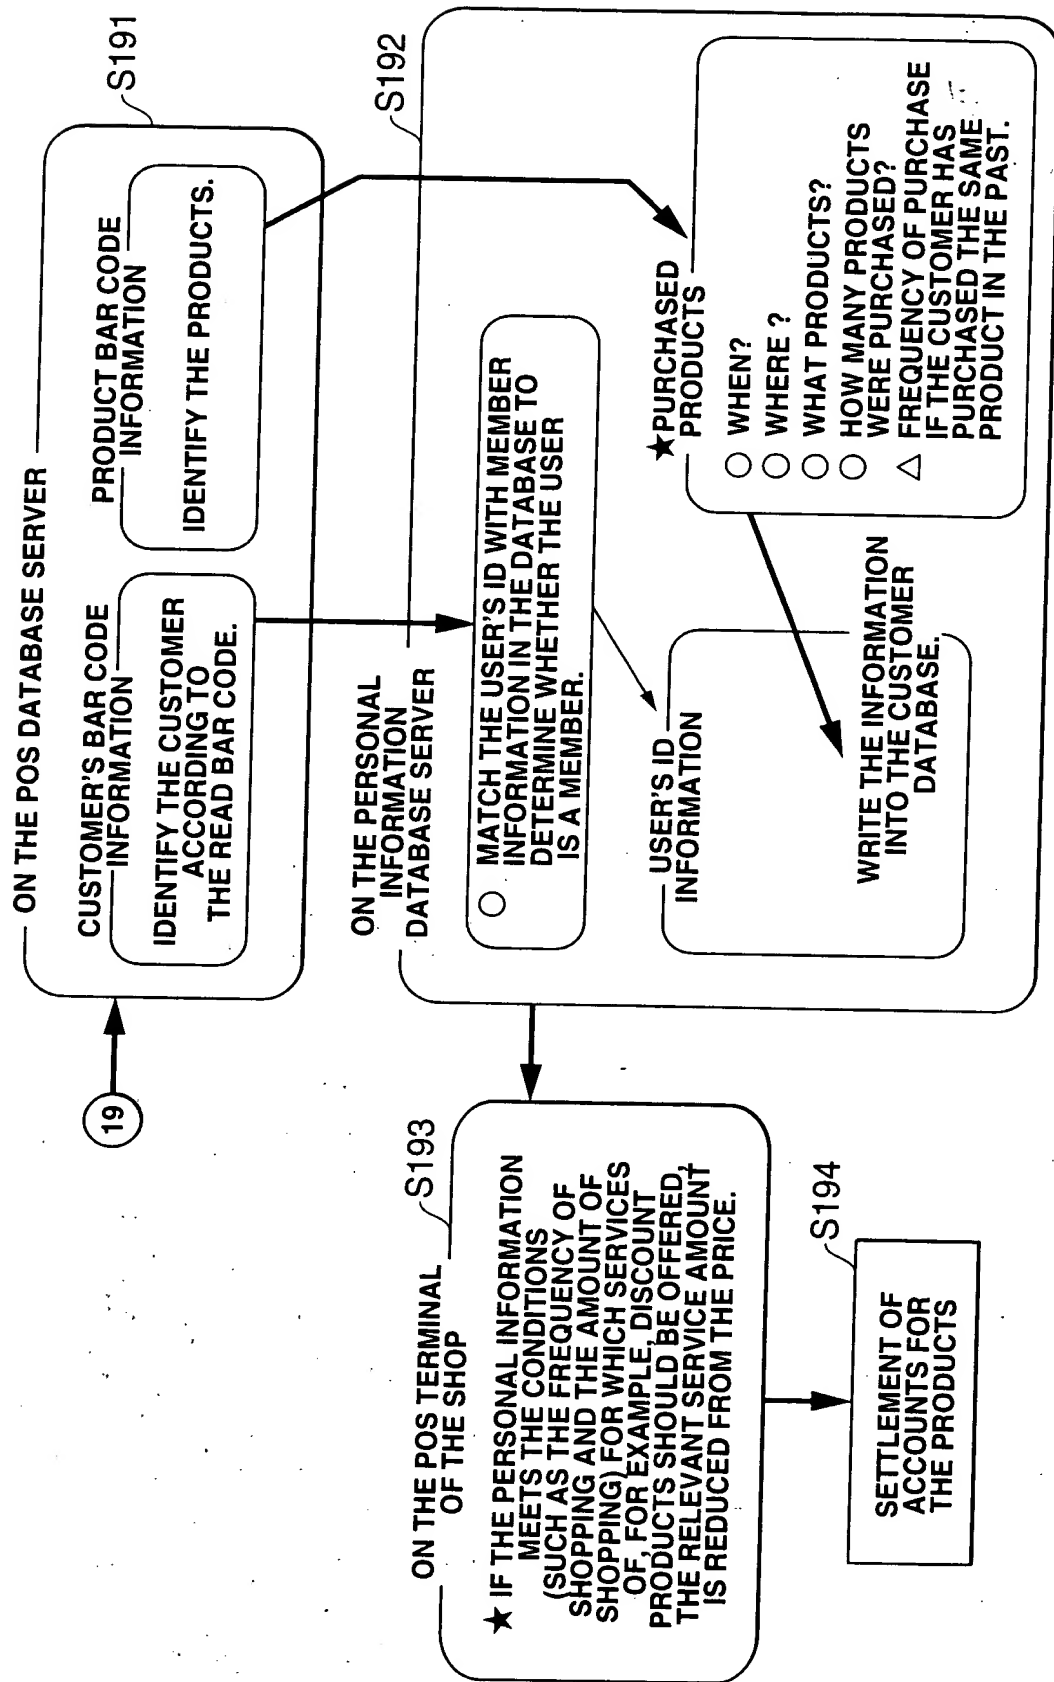 19
ON THE POS DATABASE SERVER
S191
CUSTOMER'S BAR CODE
INFORMATION
IDENTIFY THE CUSTOMER
ACCORDING TO
THE READ BAR CODE.
PRODUCT BAR CODE
INFORMATION
IDENTIFY THE PRODUCTS.
ON THE PERSONAL
INFORMATION
DATABASE SERVER
S192
○ MATCH THE USER'S ID WITH MEMBER
INFORMATION IN THE DATABASE TO
DETERMINE WHETHER THE USER
IS A MEMBER.
USER'S ID
INFORMATION
WRITE THE INFORMATION
INTO THE CUSTOMER
DATABASE.
★ PURCHASED
PRODUCTS
○ WHEN?
○ WHERE ?
○ WHAT PRODUCTS?
○ HOW MANY PRODUCTS
WERE PURCHASED?
△ FREQUENCY OF PURCHASE
IF THE CUSTOMER HAS
PURCHASED THE SAME
PRODUCT IN THE PAST.
ON THE POS TERMINAL
OF THE SHOP
S193
★ IF THE PERSONAL INFORMATION
MEETS THE CONDITIONS
(SUCH AS THE FREQUENCY OF
SHOPPING AND THE AMOUNT OF
SHOPPING) FOR WHICH SERVICES
OF, FOR EXAMPLE, DISCOUNT
PRODUCTS SHOULD BE OFFERED,
THE RELEVANT SERVICE AMOUNT
IS REDUCED FROM THE PRICE.
S194
SETTLEMENT OF
ACCOUNTS FOR
THE PRODUCTS